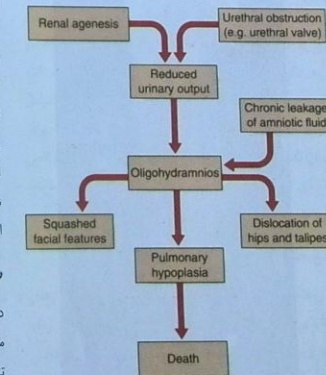 Renal agenesis
Urethral obstruction
(e.g. urethral valve)
Reduced
urinary output
Chronic leakage
of amniotic fluid
Oligohydramnios
Squashed
facial features
Dislocation of
hips and talipes
Pulmonary
hypoplasia
Death